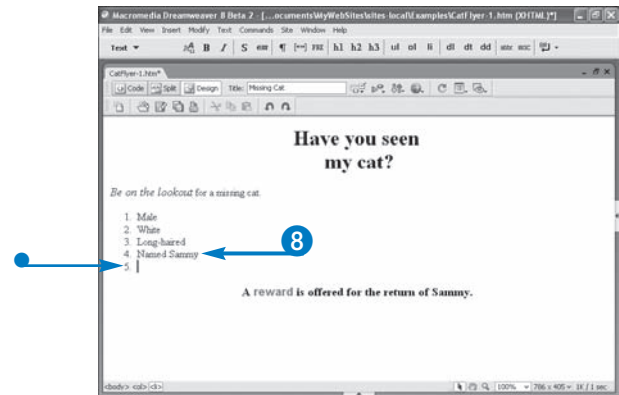 Macromedia Dreamweaver 8 Beta 2 - [...ocuments\MyWebSites\sites-local\Examples\CatFlyer-1.htm (XHTML)*]
File Edit View Insert Modify Text Commands Site Window Help
Text B I S em ¶ PRE h1 h2 h3 ul ol li dl dt dd
CatFlyer-1.htm*
Code Split Design Title: Missing Cat
Have you seen
my cat?
Be on the lookout for a missing cat.
1. Male
2. White
3. Long-haired
4. Named Sammy
8
5.
A reward is offered for the return of Sammy.
<body> <ol> <li> 100% 786 x 405 1K / 1 sec